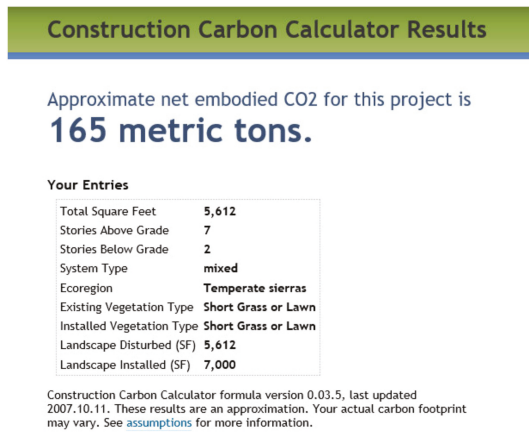 Construction Carbon Calculator Results
Approximate net embodied CO2 for this project is
165 metric tons.
Your Entries
Total Square Feet 5,612
Stories Above Grade 7
Stories Below Grade 2
System Type mixed
Ecoregion Temperate sierras
Existing Vegetation Type Short Grass or Lawn
Installed Vegetation Type Short Grass or Lawn
Landscape Disturbed (SF) 5,612
Landscape Installed (SF) 7,000
Construction Carbon Calculator formula version 0.03.5, last updated
2007.10.11. These results are an approximation. Your actual carbon footprint
may vary. See assumptions for more information.